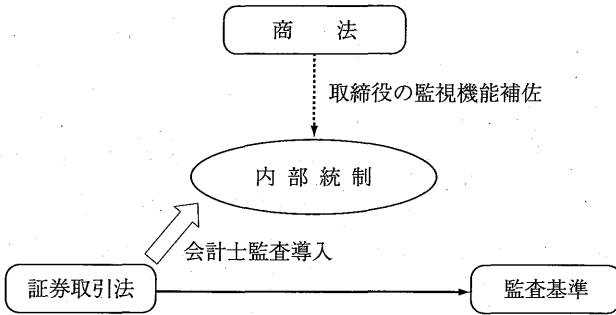 商法
取締役の監視機能補佐
内部統制
会計士監査導入
証券取引法
監査基準